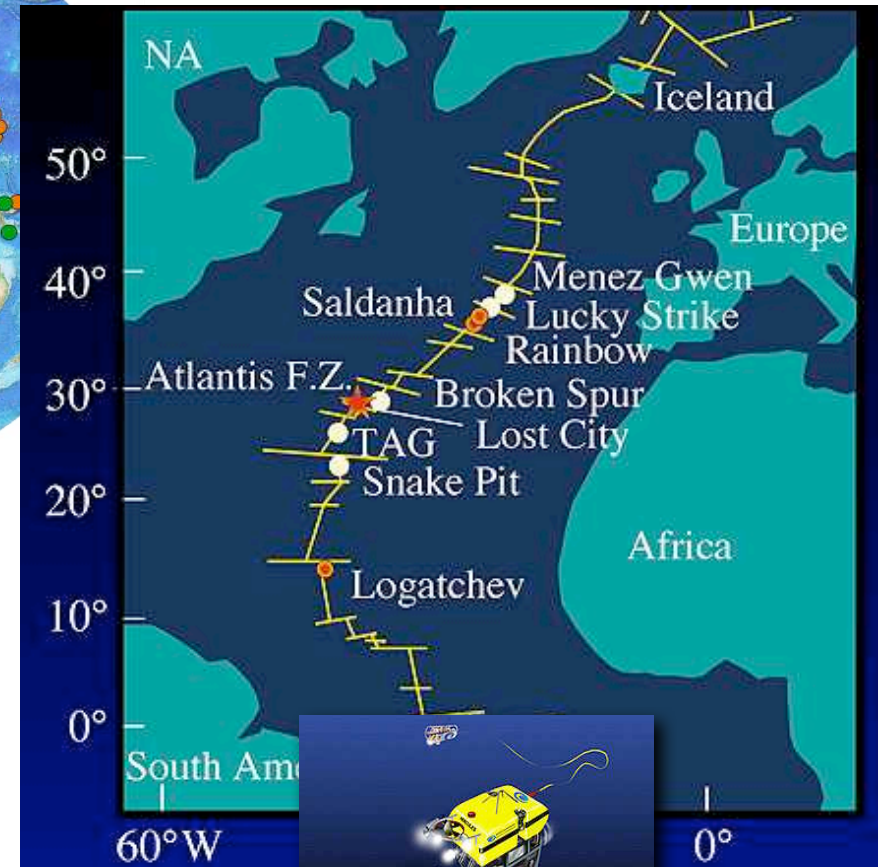 NA
Iceland
50°
Europe
40°
Menez Gwen
Saldanha
Lucky Strike
Rainbow
30°
Atlantis F.Z.
Broken Spur
Lost City
TAG
Snake Pit
20°
Africa
Logatchev
10°
0°
South Am
60°W
0°